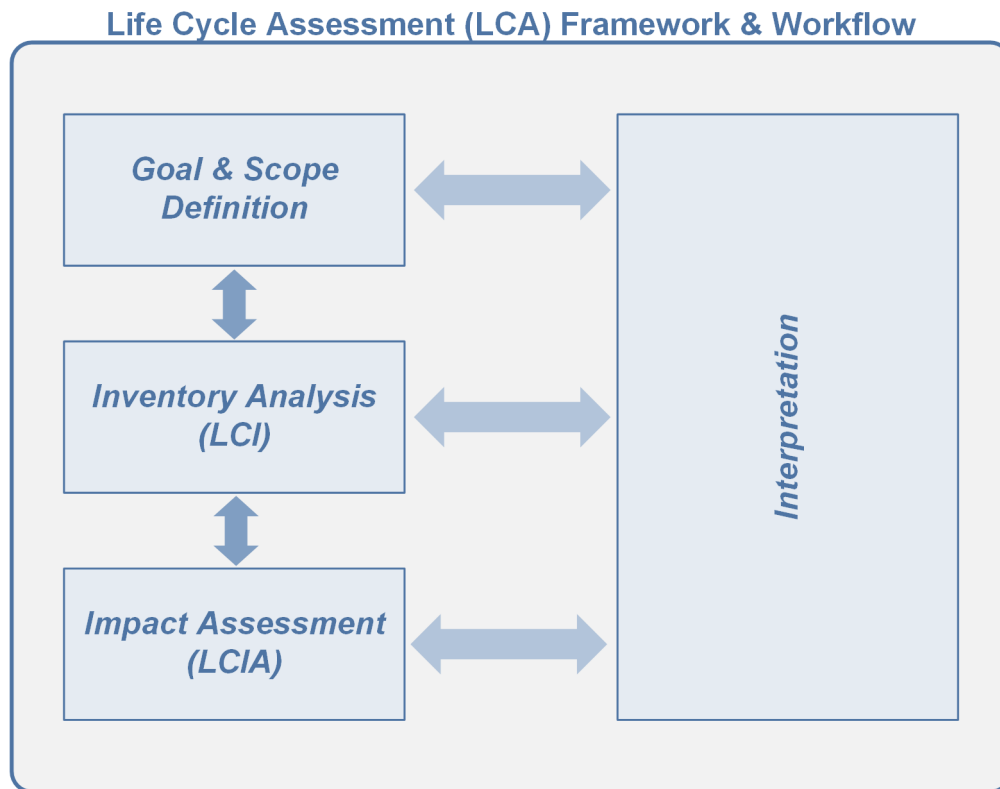 Life Cycle Assessment (LCA) Framework & Workflow
Goal & Scope
Definition
Inventory Analysis
(LCI)
Impact Assessment
(LCIA)
Interpretation